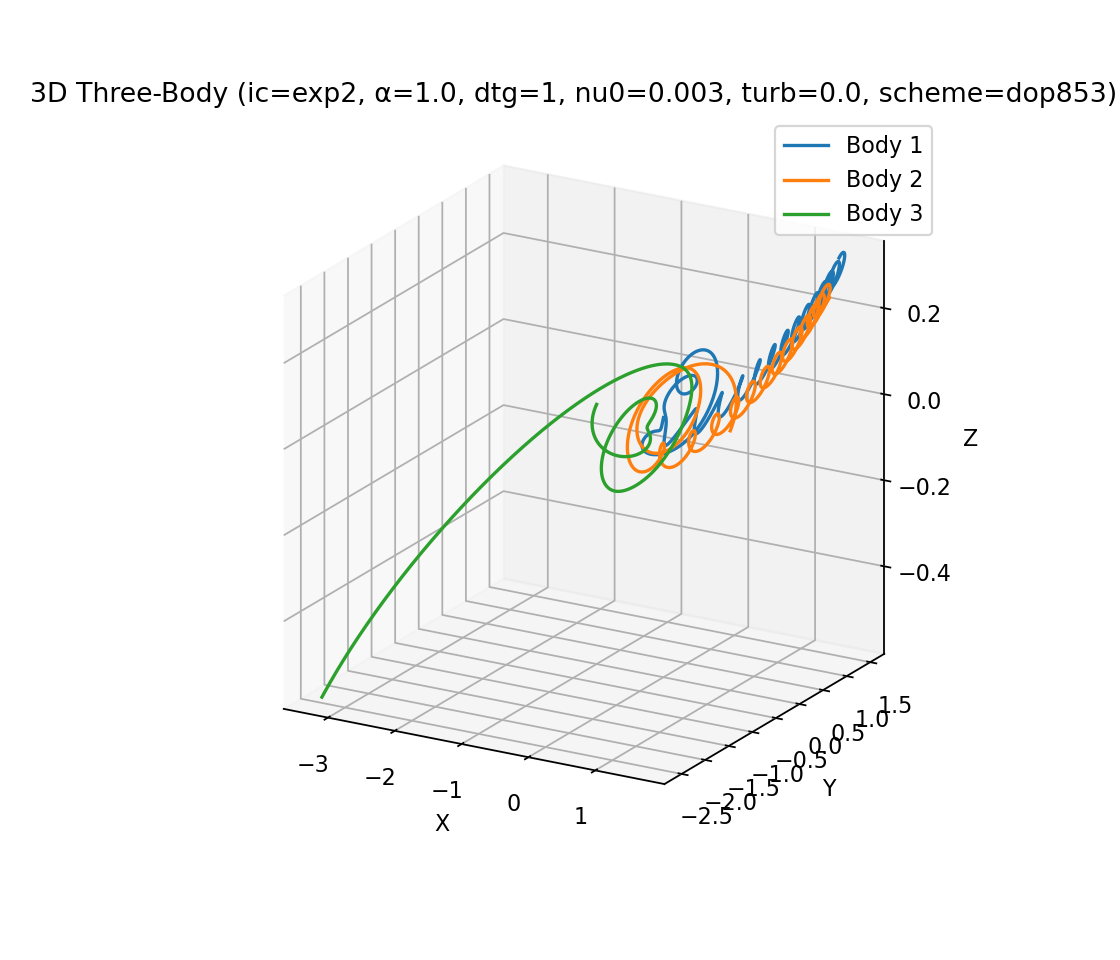 3D Three-Body (ic=exp2, α=1.0, dtg=1, nu0=0.003, turb=0.0, scheme=dop853)
Body 1
Body 2
Body 3
0.2
0.0
−0.2
−0.4
Z
−3
−2
−1
0
1
X
−2.5
−2.0
−1.5
−1.0
−0.5
0.0
0.5
1.0
1.5
Y